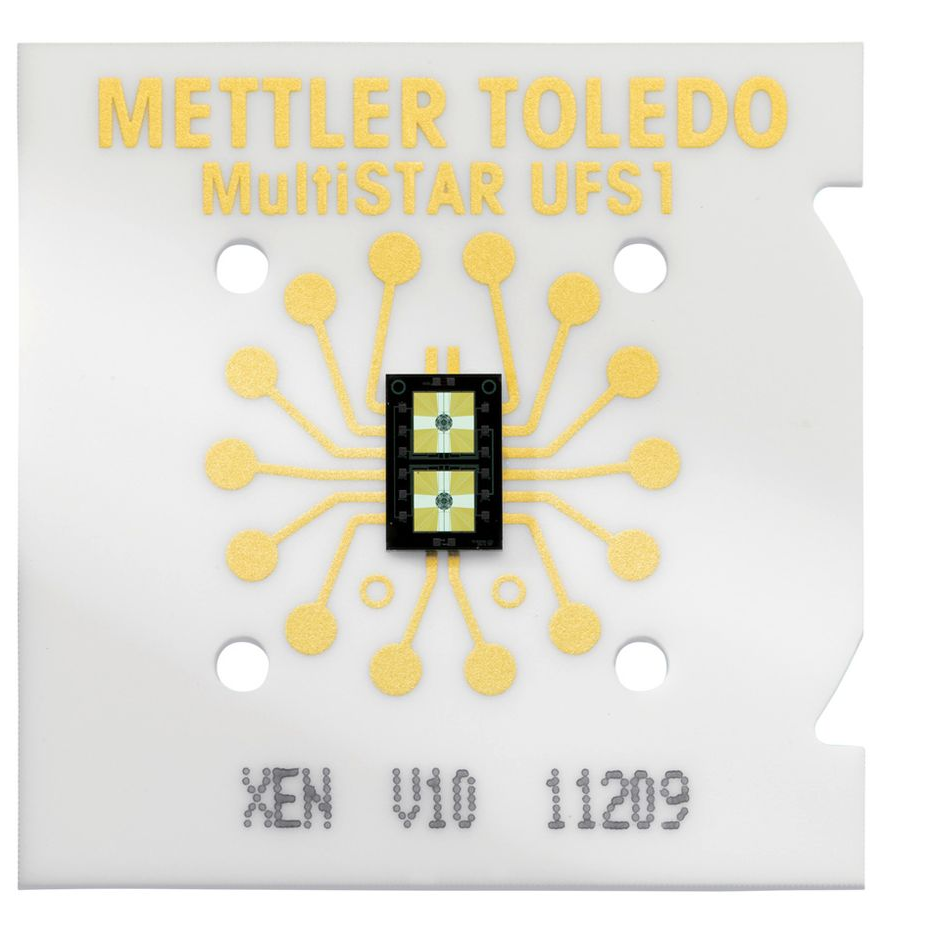 METTLER TOLEDO
MultiSTAR UFS1
XEN V10 11209